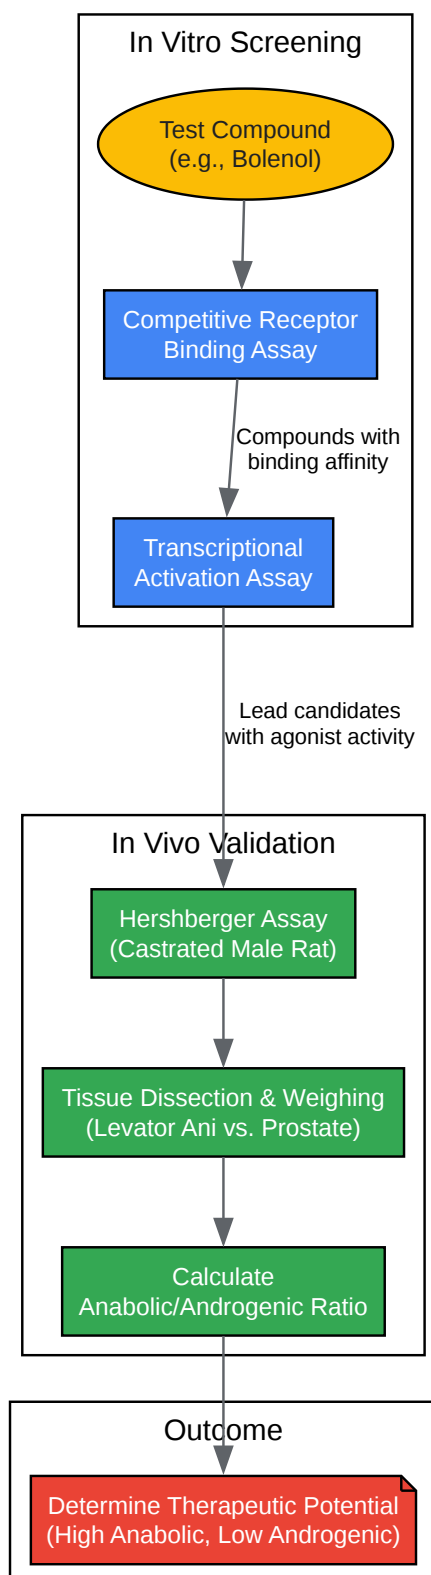 In Vitro Screening
Test Compound
(e.g., Bolenol)
Competitive Receptor
Binding Assay
Compounds with
binding affinity
Transcriptional
Activation Assay
Lead candidates
with agonist activity
In Vivo Validation
Hershberger Assay
(Castrated Male Rat)
Tissue Dissection & Weighing
(Levator Ani vs. Prostate)
Calculate
Anabolic/Androgenic Ratio
Outcome
Determine Therapeutic Potential
(High Anabolic, Low Androgenic)